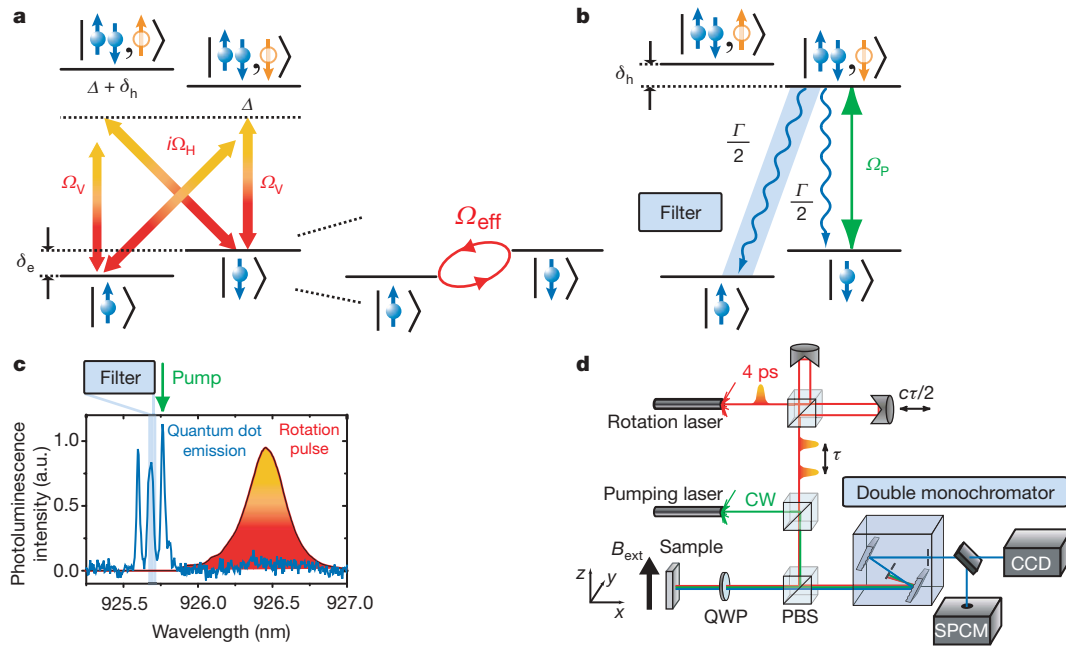 a
| , ⟩
Δ + δh
| , ⟩
Δ
iΩH
ΩV
ΩV
δe
| ⟩
| ⟩
Ωeff
| ⟩
| ⟩
b
| , ⟩
| , ⟩
δh
Γ
2
Γ
2
ΩP
Filter
| ⟩
| ⟩
c
Filter
Pump
Quantum dot
emission
Rotation
pulse
Photoluminescence
intensity (a.u.)
1.0
0.5
0.0
925.5
926.0
926.5
927.0
Wavelength (nm)
d
4 ps
Rotation laser
cτ/2
τ
Pumping laser
CW
Double monochromator
Bext
Sample
z
y
x
QWP
PBS
CCD
SPCM